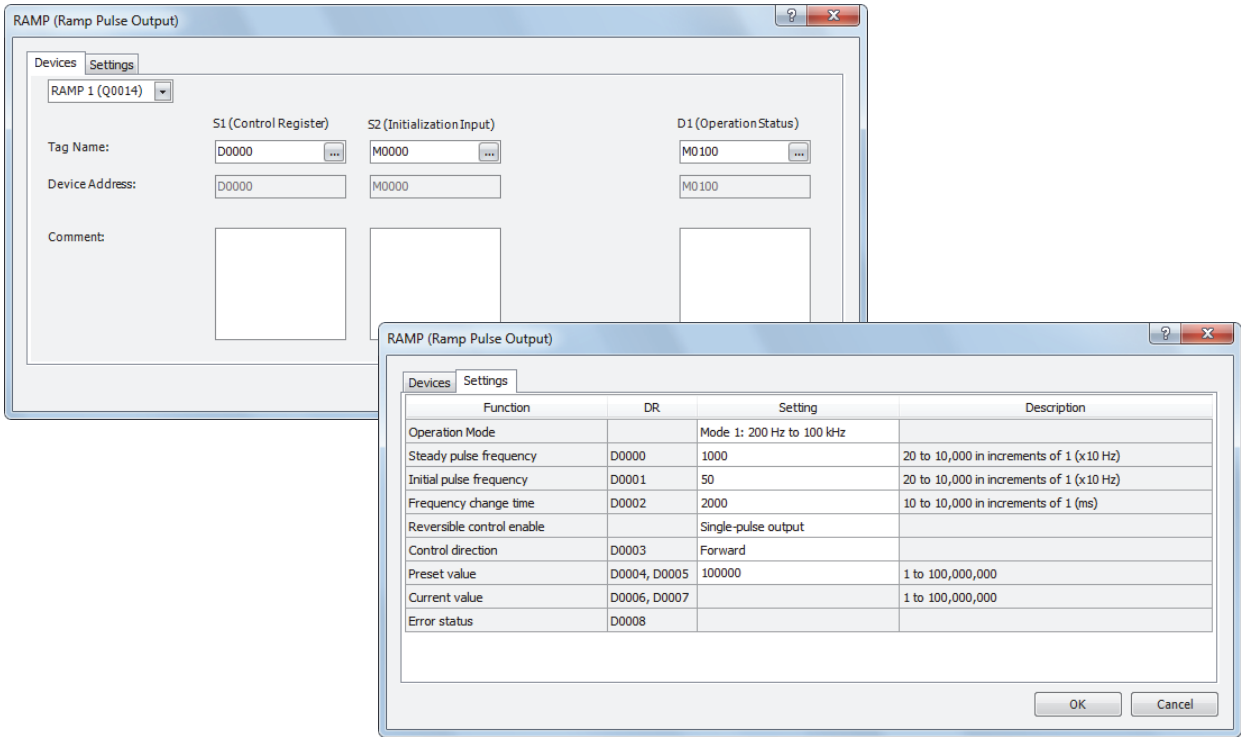 RAMP (Ramp Pulse Output)
Devices Settings
RAMP 1 (Q0014)
S1 (Control Register) S2 (Initialization Input) D1 (Operation Status)
Tag Name: D0000 ... M0000 ... M0100 ...
Device Address: D0000 M0000 M0100
Comment:
RAMP (Ramp Pulse Output)
Devices Settings
Function DR Setting Description
Operation Mode Mode 1: 200 Hz to 100 kHz
Steady pulse frequency D0000 1000 20 to 10,000 in increments of 1 (x10 Hz)
Initial pulse frequency D0001 50 20 to 10,000 in increments of 1 (x10 Hz)
Frequency change time D0002 2000 10 to 10,000 in increments of 1 (ms)
Reversible control enable Single-pulse output
Control direction D0003 Forward
Preset value D0004, D0005 100000 1 to 100,000,000
Current value D0006, D0007 1 to 100,000,000
Error status D0008
OK Cancel